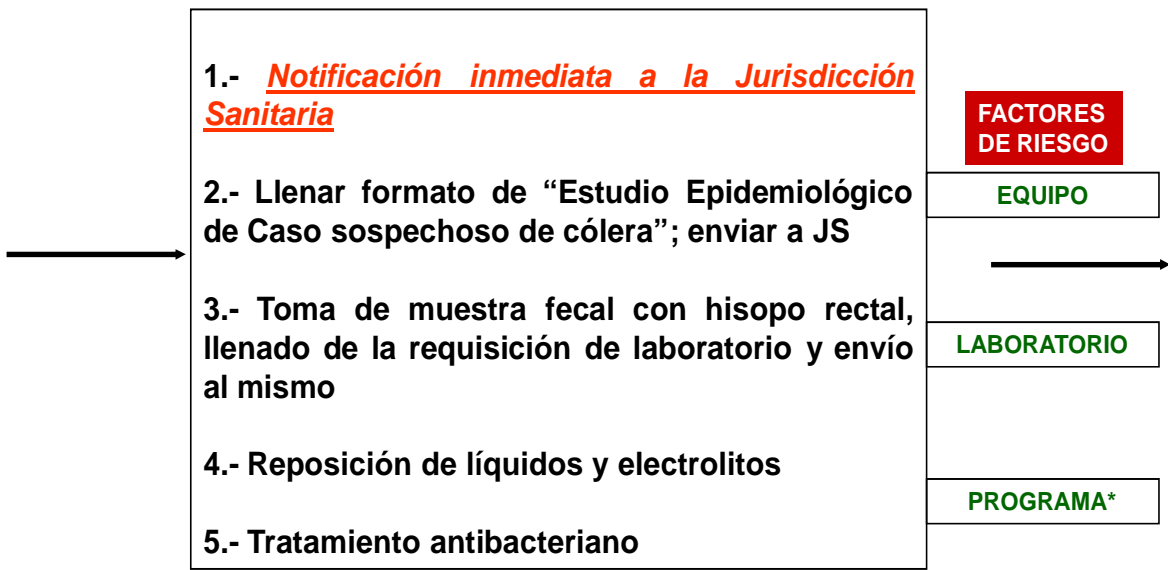 1.- Notificación inmediata a la Jurisdicción
Sanitaria
2.- Llenar formato de “Estudio Epidemiológico
de Caso sospechoso de cólera”; enviar a JS
3.- Toma de muestra fecal con hisopo rectal,
llenado de la requisición de laboratorio y envío
al mismo
4.- Reposición de líquidos y electrolitos
5.- Tratamiento antibacteriano
FACTORES
DE RIESGO
EQUIPO
LABORATORIO
PROGRAMA*